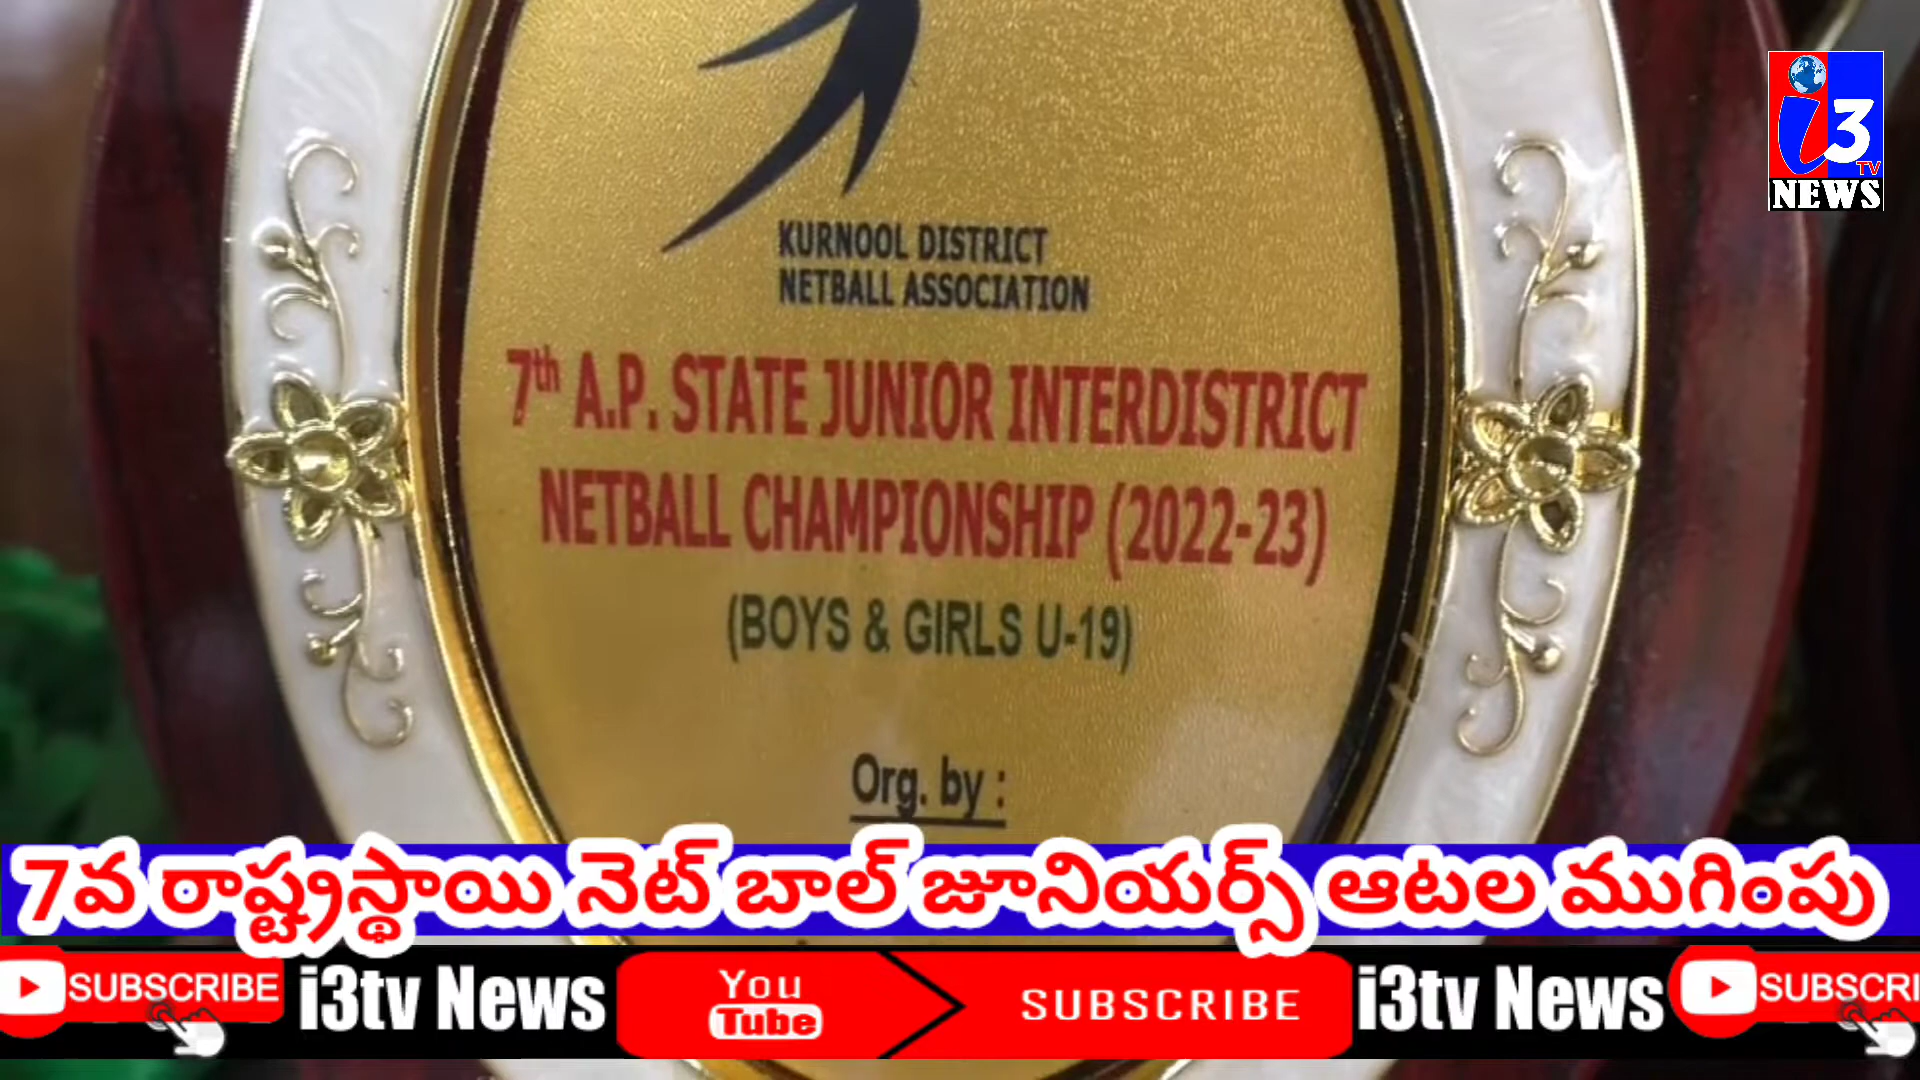 i3
TV
NEWS
KURNOOL DISTRICT
NETBALL ASSOCIATION
7th A.P. STATE JUNIOR INTERDISTRICT
NETBALL CHAMPIONSHIP (2022-23)
(BOYS & GIRLS U-19)
Org. by :
7వ రాష్ట్రస్థాయి నెట్ బాల్ జూనియర్స్ ఆటల ముగింపు
SUBSCRIBE i3tv News You Tube SUBSCRIBE i3tv News SUBSCRI